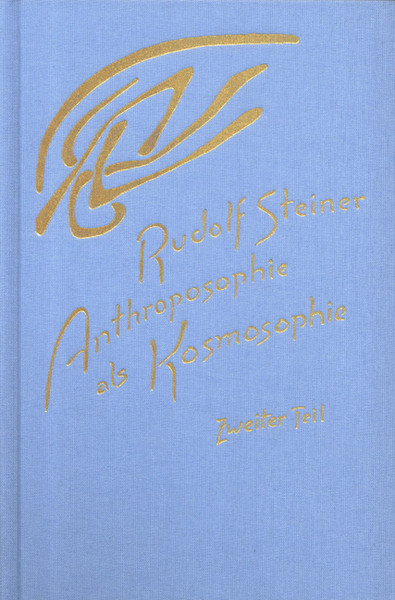 Rudolf Steiner
Anthroposophie
als Kosmosophie
Zweiter Teil